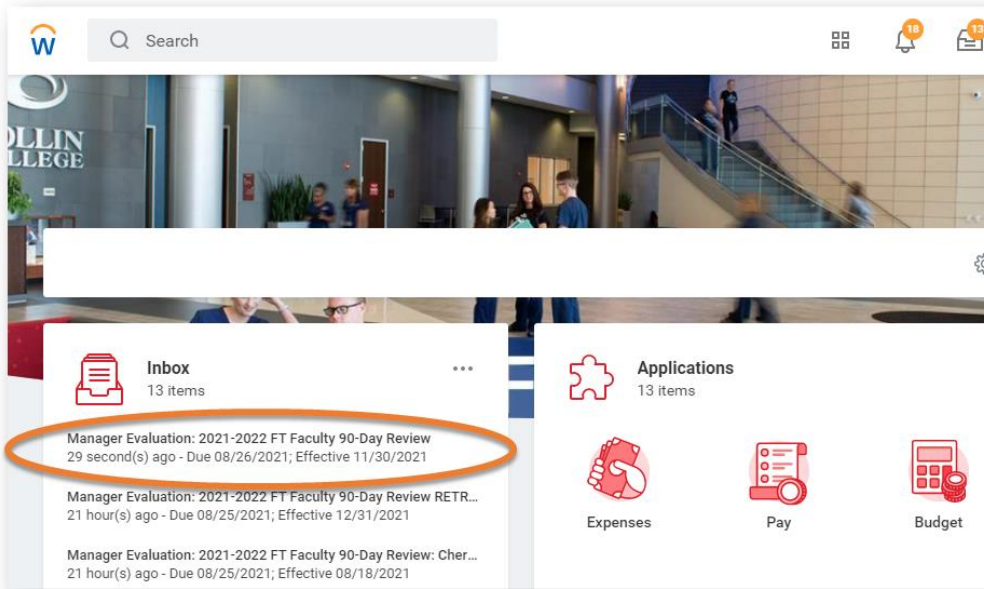 W
Search
18
13
OLLIN
LLEGE
Inbox
13 items
Applications
13 items
Manager Evaluation: 2021-2022 FT Faculty 90-Day Review
29 second(s) ago - Due 08/26/2021; Effective 11/30/2021
Manager Evaluation: 2021-2022 FT Faculty 90-Day Review RETR...
21 hour(s) ago - Due 08/25/2021; Effective 12/31/2021
Manager Evaluation: 2021-2022 FT Faculty 90-Day Review: Cher...
21 hour(s) ago - Due 08/25/2021; Effective 08/18/2021
Expenses
Pay
Budget